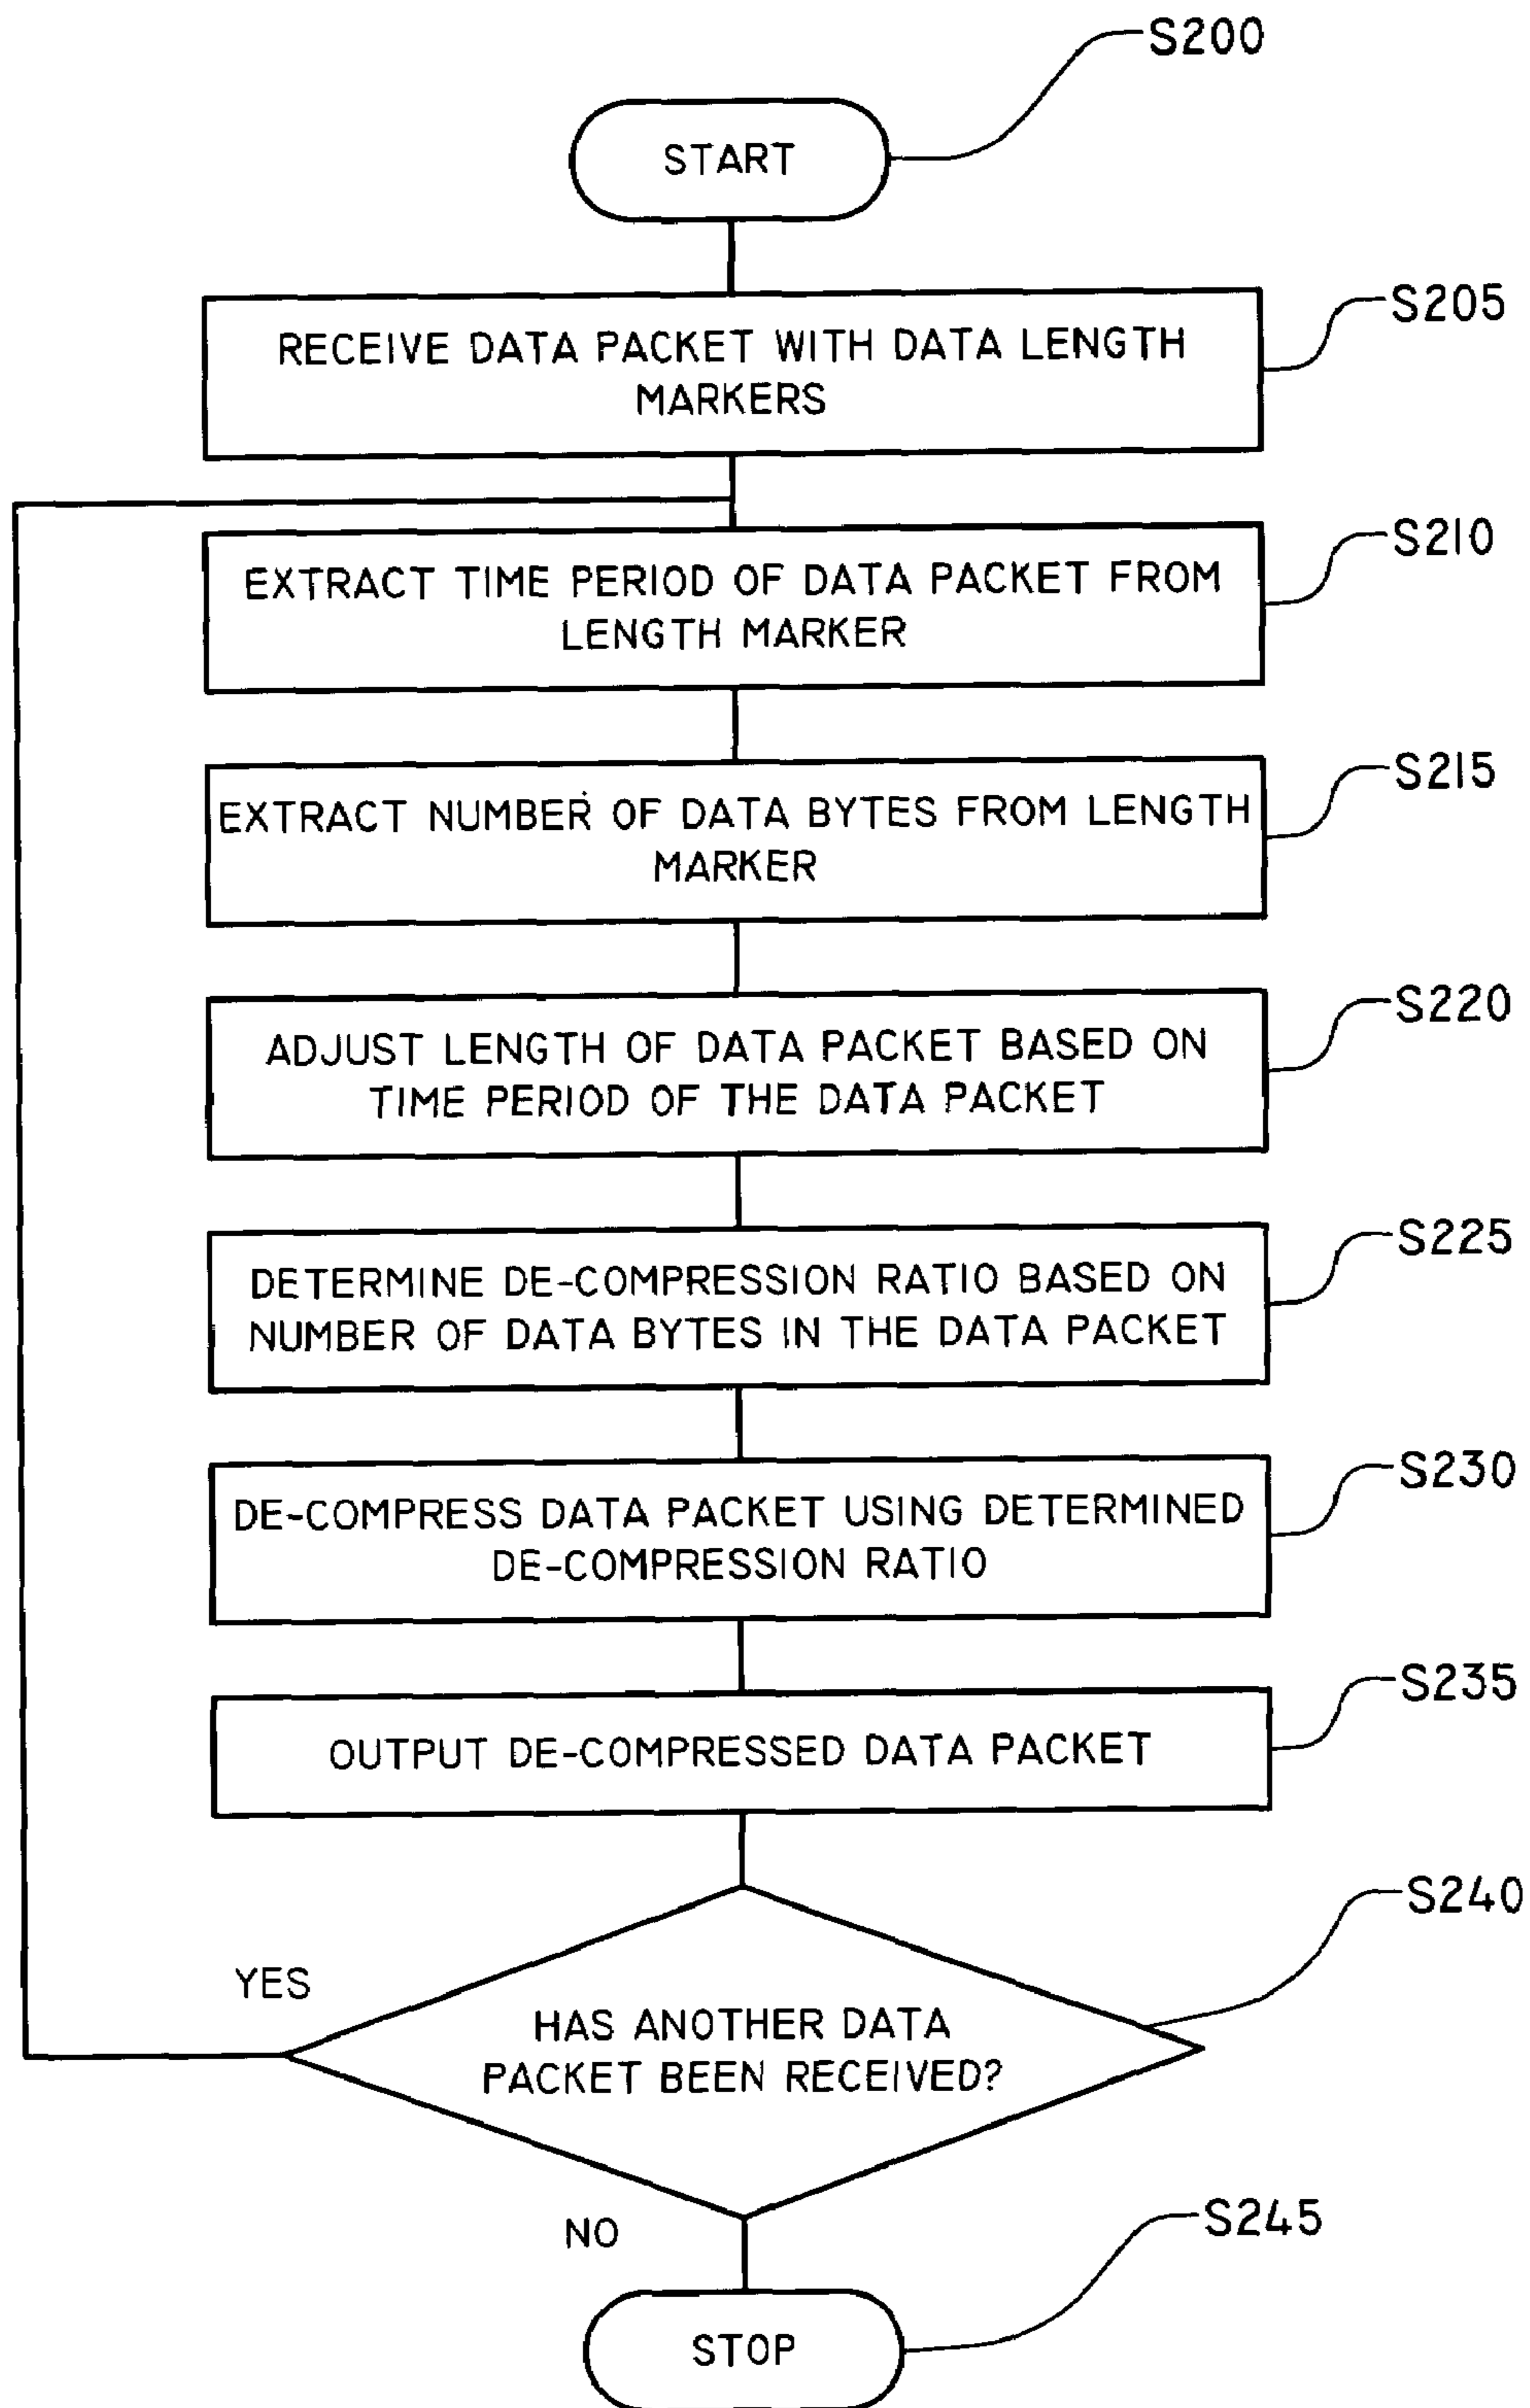 S200
START
S205
RECEIVE DATA PACKET WITH DATA LENGTH
MARKERS
S210
EXTRACT TIME PERIOD OF DATA PACKET FROM
LENGTH MARKER
S215
EXTRACT NUMBER OF DATA BYTES FROM LENGTH
MARKER
S220
ADJUST LENGTH OF DATA PACKET BASED ON
TIME PERIOD OF THE DATA PACKET
S225
DETERMINE DE-COMPRESSION RATIO BASED ON
NUMBER OF DATA BYTES IN THE DATA PACKET
S230
DE-COMPRESS DATA PACKET USING DETERMINED
DE-COMPRESSION RATIO
S235
OUTPUT DE-COMPRESSED DATA PACKET
S240
YES
HAS ANOTHER DATA
PACKET BEEN RECEIVED?
NO
S245
STOP